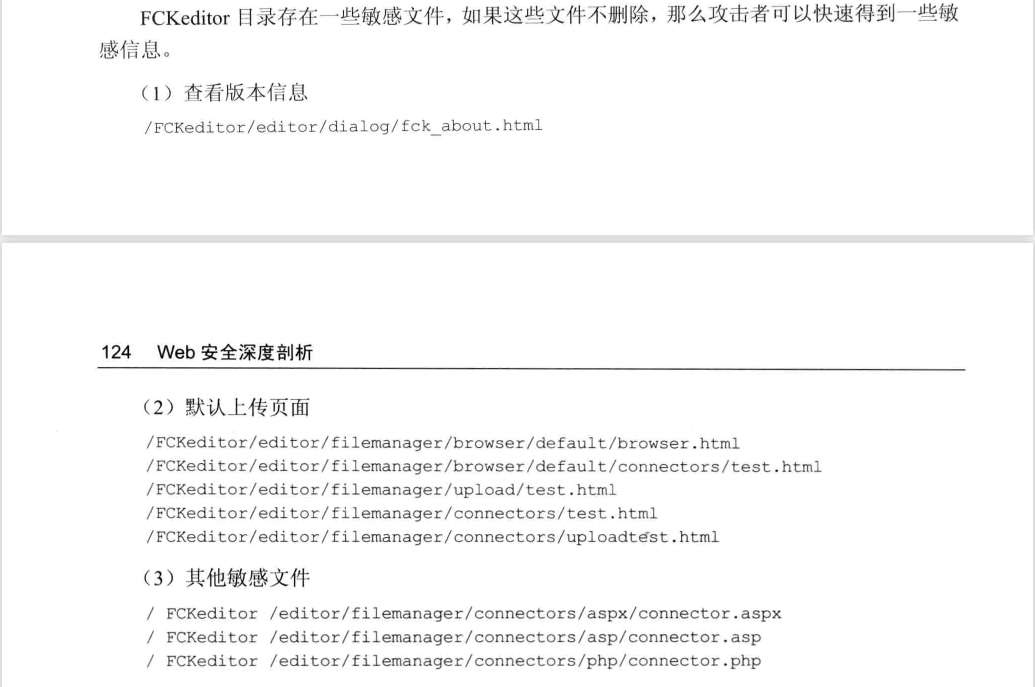 FCKeditor 目录存在一些敏感文件，如果这些文件不删除，那么攻击者可以快速得到一些敏
感信息。
（1）查看版本信息
/FCKeditor/editor/dialog/fck_about.html
124 Web 安全深度剖析
（2）默认上传页面
/FCKeditor/editor/filemanager/browser/default/browser.html
/FCKeditor/editor/filemanager/browser/default/connectors/test.html
/FCKeditor/editor/filemanager/upload/test.html
/FCKeditor/editor/filemanager/connectors/test.html
/FCKeditor/editor/filemanager/connectors/uploadtest.html
（3）其他敏感文件
/ FCKeditor /editor/filemanager/connectors/aspx/connector.aspx
/ FCKeditor /editor/filemanager/connectors/asp/connector.asp
/ FCKeditor /editor/filemanager/connectors/php/connector.php